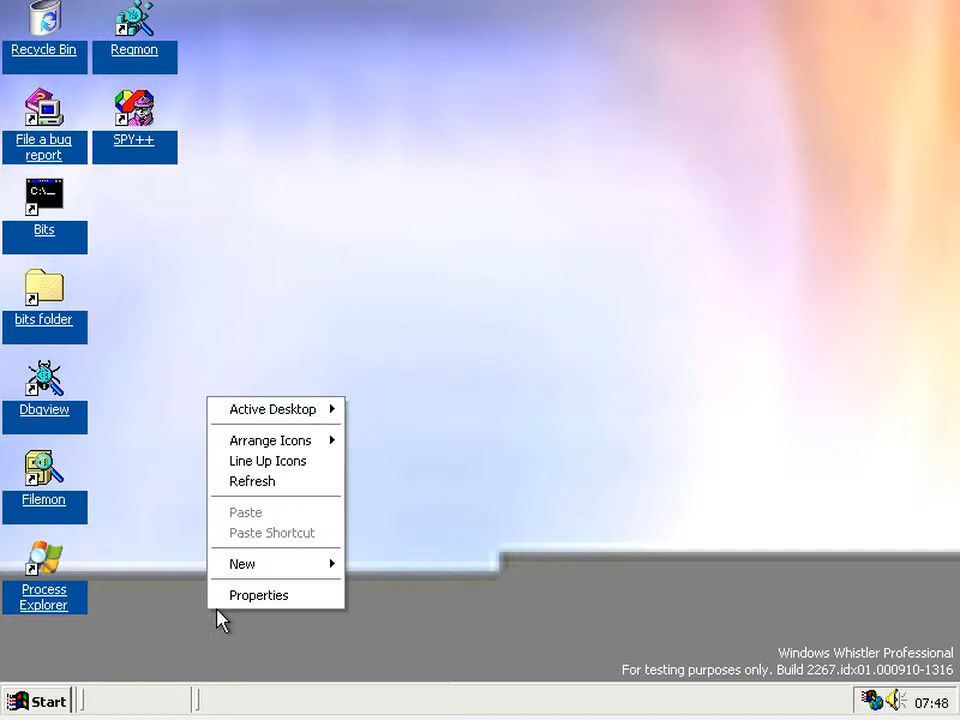 Recycle Bin
Regmon
File a bug
report
SPY++
C:\_
Bits
bits folder
Dbgview
Filemon
Process
Explorer
Active Desktop
Arrange Icons
Line Up Icons
Refresh
Paste
Paste Shortcut
New
Properties
Windows Whistler Professional
For testing purposes only. Build 2267.idx01.000910-1316
Start
07:48